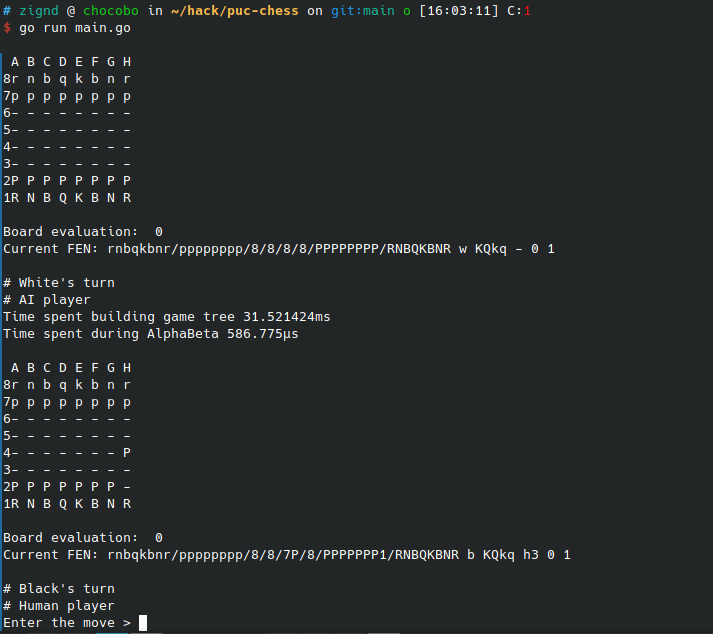 # zignd @ chocobo in ~/hack/puc-chess on git:main o [16:03:11] C:1
$ go run main.go

 A B C D E F G H
8r n b q k b n r
7p p p p p p p p
6- - - - - - - -
5- - - - - - - -
4- - - - - - - -
3- - - - - - - -
2P P P P P P P P
1R N B Q K B N R

Board evaluation:  0
Current FEN: rnbqkbnr/pppppppp/8/8/8/8/PPPPPPPP/RNBQKBNR w KQkq - 0 1

# White's turn
# AI player
Time spent building game tree 31.521424ms
Time spent during AlphaBeta 586.775µs

 A B C D E F G H
8r n b q k b n r
7p p p p p p p p
6- - - - - - - -
5- - - - - - - -
4- - - - - - - P
3- - - - - - - -
2P P P P P P P -
1R N B Q K B N R

Board evaluation:  0
Current FEN: rnbqkbnr/pppppppp/8/8/7P/8/PPPPPPP1/RNBQKBNR b KQkq h3 0 1

# Black's turn
# Human player
Enter the move >